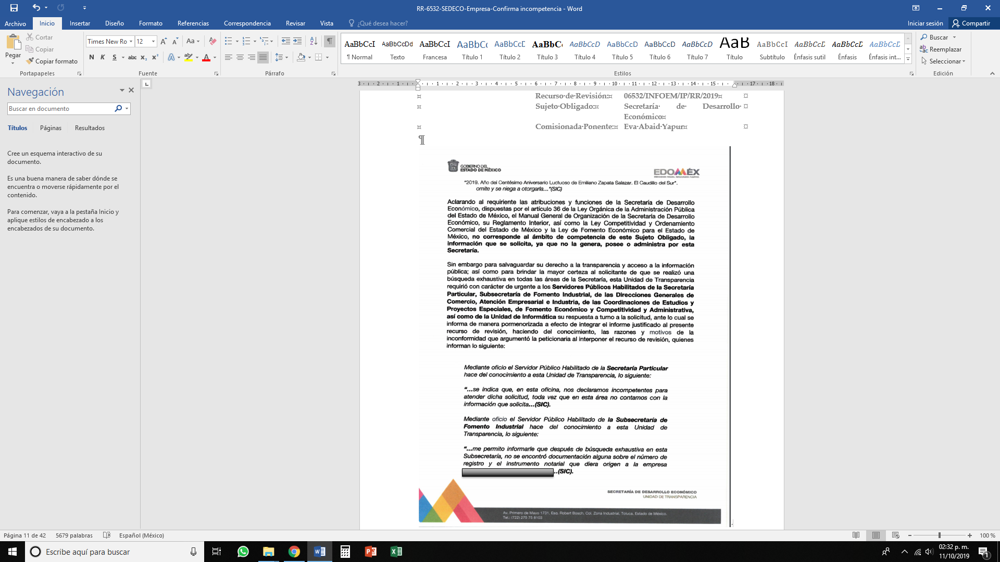 RR-6532-SEDECO-Empresa-Confirma incompetencia - Word
Archivo Inicio Insertar Diseño Formato Referencias Correspondencia Revisar Vista ¿Qué desea hacer? Iniciar sesión Compartir
Pegar
Cortar
Copiar
Copiar formato
Portapapeles
Times New Ro 12
Fuente
Párrafo
AaBbCcI AaBbCcDd AaBbCcI AaBbCc AaBbCcI AaBbC AaBbCcD AaBbCcD AaBbCcD AaBbCcD AaB AaBbCcI AaBbCcD AaBbCcI AaBbCcD
¶ Normal Texto Francesa Título 1 Título 2 Título 3 Título 4 Título 5 Título 6 Título 7 Título Subtítulo Énfasis sutil Énfasis Énfasis int...
Estilos
Buscar
Reemplazar
Seleccionar
Edición
Navegación
Buscar en documento
Títulos Páginas Resultados
Cree un esquema interactivo de su
documento.
Es una buena manera de saber dónde se
encuentra o moverse rápidamente por el
contenido.
Para comenzar, vaya a la pestaña Inicio y
aplique estilos de encabezado a los
encabezados de su documento.
3 2 1 1 2 3 4 5 6 7 8 9 10 11 12 13 14 15 17 18
Recurso·de·Revisión:¤ 06532/INFOEM/IP/RR/2019¤
Sujeto·Obligado:¤ Secretaría· de· Desarrollo·
Económico¤
Comisionada·Ponente:¤ Eva·Abaid·Yapur¤
¶
GOBIERNO DEL
ESTADO DE MÉXICO
EDOMÉX
"2019. Año del Centésimo Aniversario Luctuoso de Emiliano Zapata Salazar. El Caudillo del Sur".
omite y se niega a otorgarla..."(SIC)
Aclarando al requiriente las atribuciones y funciones de la Secretaría de Desarrollo
Económico, dispuestas por el artículo 36 de la Ley Orgánica de la Administración Pública
del Estado de México, el Manual General de Organización de la Secretaría de Desarrollo
Económico, su Reglamento Interior, así como la Ley Competitividad y Ordenamiento
Comercial del Estado de México y la Ley de Fomento Económico para el Estado de
México, no corresponde al ámbito de competencia de este Sujeto Obligado, la
información que se solicita, ya que no la genera, posee o administra por esta
Secretaría.
Sin embargo para salvaguardar su derecho a la transparencia y acceso a la información
pública; así como para brindar la mayor certeza al solicitante de que se realizó una
búsqueda exhaustiva en todas las áreas de la Secretaría, esta Unidad de Transparencia
requirió con carácter de urgente a los Servidores Públicos Habilitados de la Secretaría
Particular, Subsecretaría de Fomento Industrial, de las Direcciones Generales de
Comercio, Atención Empresarial e Industria, de las Coordinaciones de Estudios y
Proyectos Especiales, de Fomento Económico y Competitividad y Administrativa,
así como de la Unidad de Informática su respuesta a turno a la solicitud, ante lo cual se
informa de manera pormenorizada a efecto de integrar el informe justificado al presente
recurso de revisión, haciendo del conocimiento, las razones y motivos de la
inconformidad que argumentó la peticionaria al interponer el recurso de revisión, quienes
informan lo siguiente:
Mediante oficio el Servidor Público Habilitado de la Secretaría Particular
hace del conocimiento a esta Unidad de Transparencia, lo siguiente:
"...se indica que, en esta oficina, nos declaramos incompetentes para
atender dicha solicitud, toda vez que en esta área no contamos con la
información que solicita...(SIC).
Mediante oficio el Servidor Público Habilitado de la Subsecretaría de
Fomento Industrial hace del conocimiento a esta Unidad de
Transparencia, lo siguiente:
"...me permito informarle que después de búsqueda exhaustiva en esta
Subsecretaría, no se encontró documentación alguna sobre el número de
registro y el instrumento notarial que diera origen a la empresa
..(SIC).
SECRETARÍA DE DESARROLLO ECONÓMICO
UNIDAD DE TRANSPARENCIA
Av. Primero de Mayo 1731, Esq. Robert Bosch, Col. Zona Industrial, Toluca, Estado de México.
Tel.: (722) 275 75 8103
Página 11 de 42 5679 palabras Español (México) 100 %
Escribe aquí para buscar
02:32 p. m.
11/10/2019